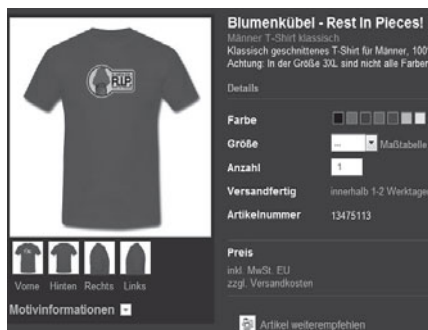 R.I.P.
Blumenkübel - Rest In Pieces!
Männer T-Shirt klassisch
Klassisch geschnittenes T-Shirt für Männer, 100
Achtung: In der Größe 3XL sind nicht alle Farben
Details
Farbe
Größe ... Maßtabelle
Anzahl 1
Versandfertig innerhalb 1-2 Werktagen
Artikelnummer 13475113
Preis
inkl. MwSt. EU
zzgl. Versandkosten
Artikel weiterempfehlen
Vorne Hinten Rechts Links
Motivinformationen